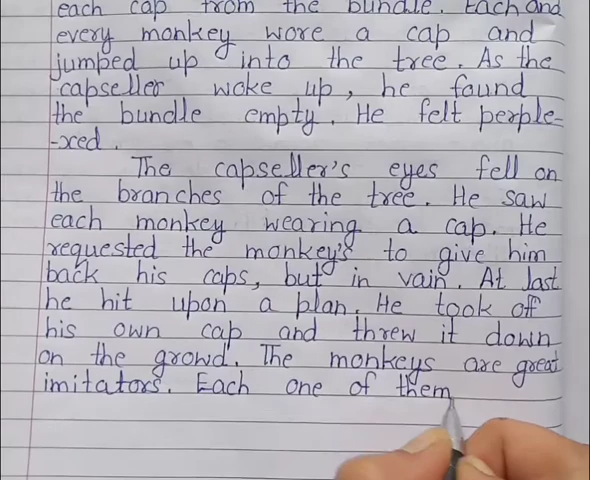 each cap from the bundle. Each and
every monkey wore a cap and
jumped up into the tree. As the
capseller woke up, he found
the bundle empty. He felt perple-
-xed.
The capseller's eyes fell on
the branches of the tree. He saw
each monkey wearing a cap. He
requested the monkey's to give him
back his caps, but in vain. At last
he hit upon a plan. He took off
his own cap and threw it down
on the growd. The monkeys are great
imitators. Each one of them